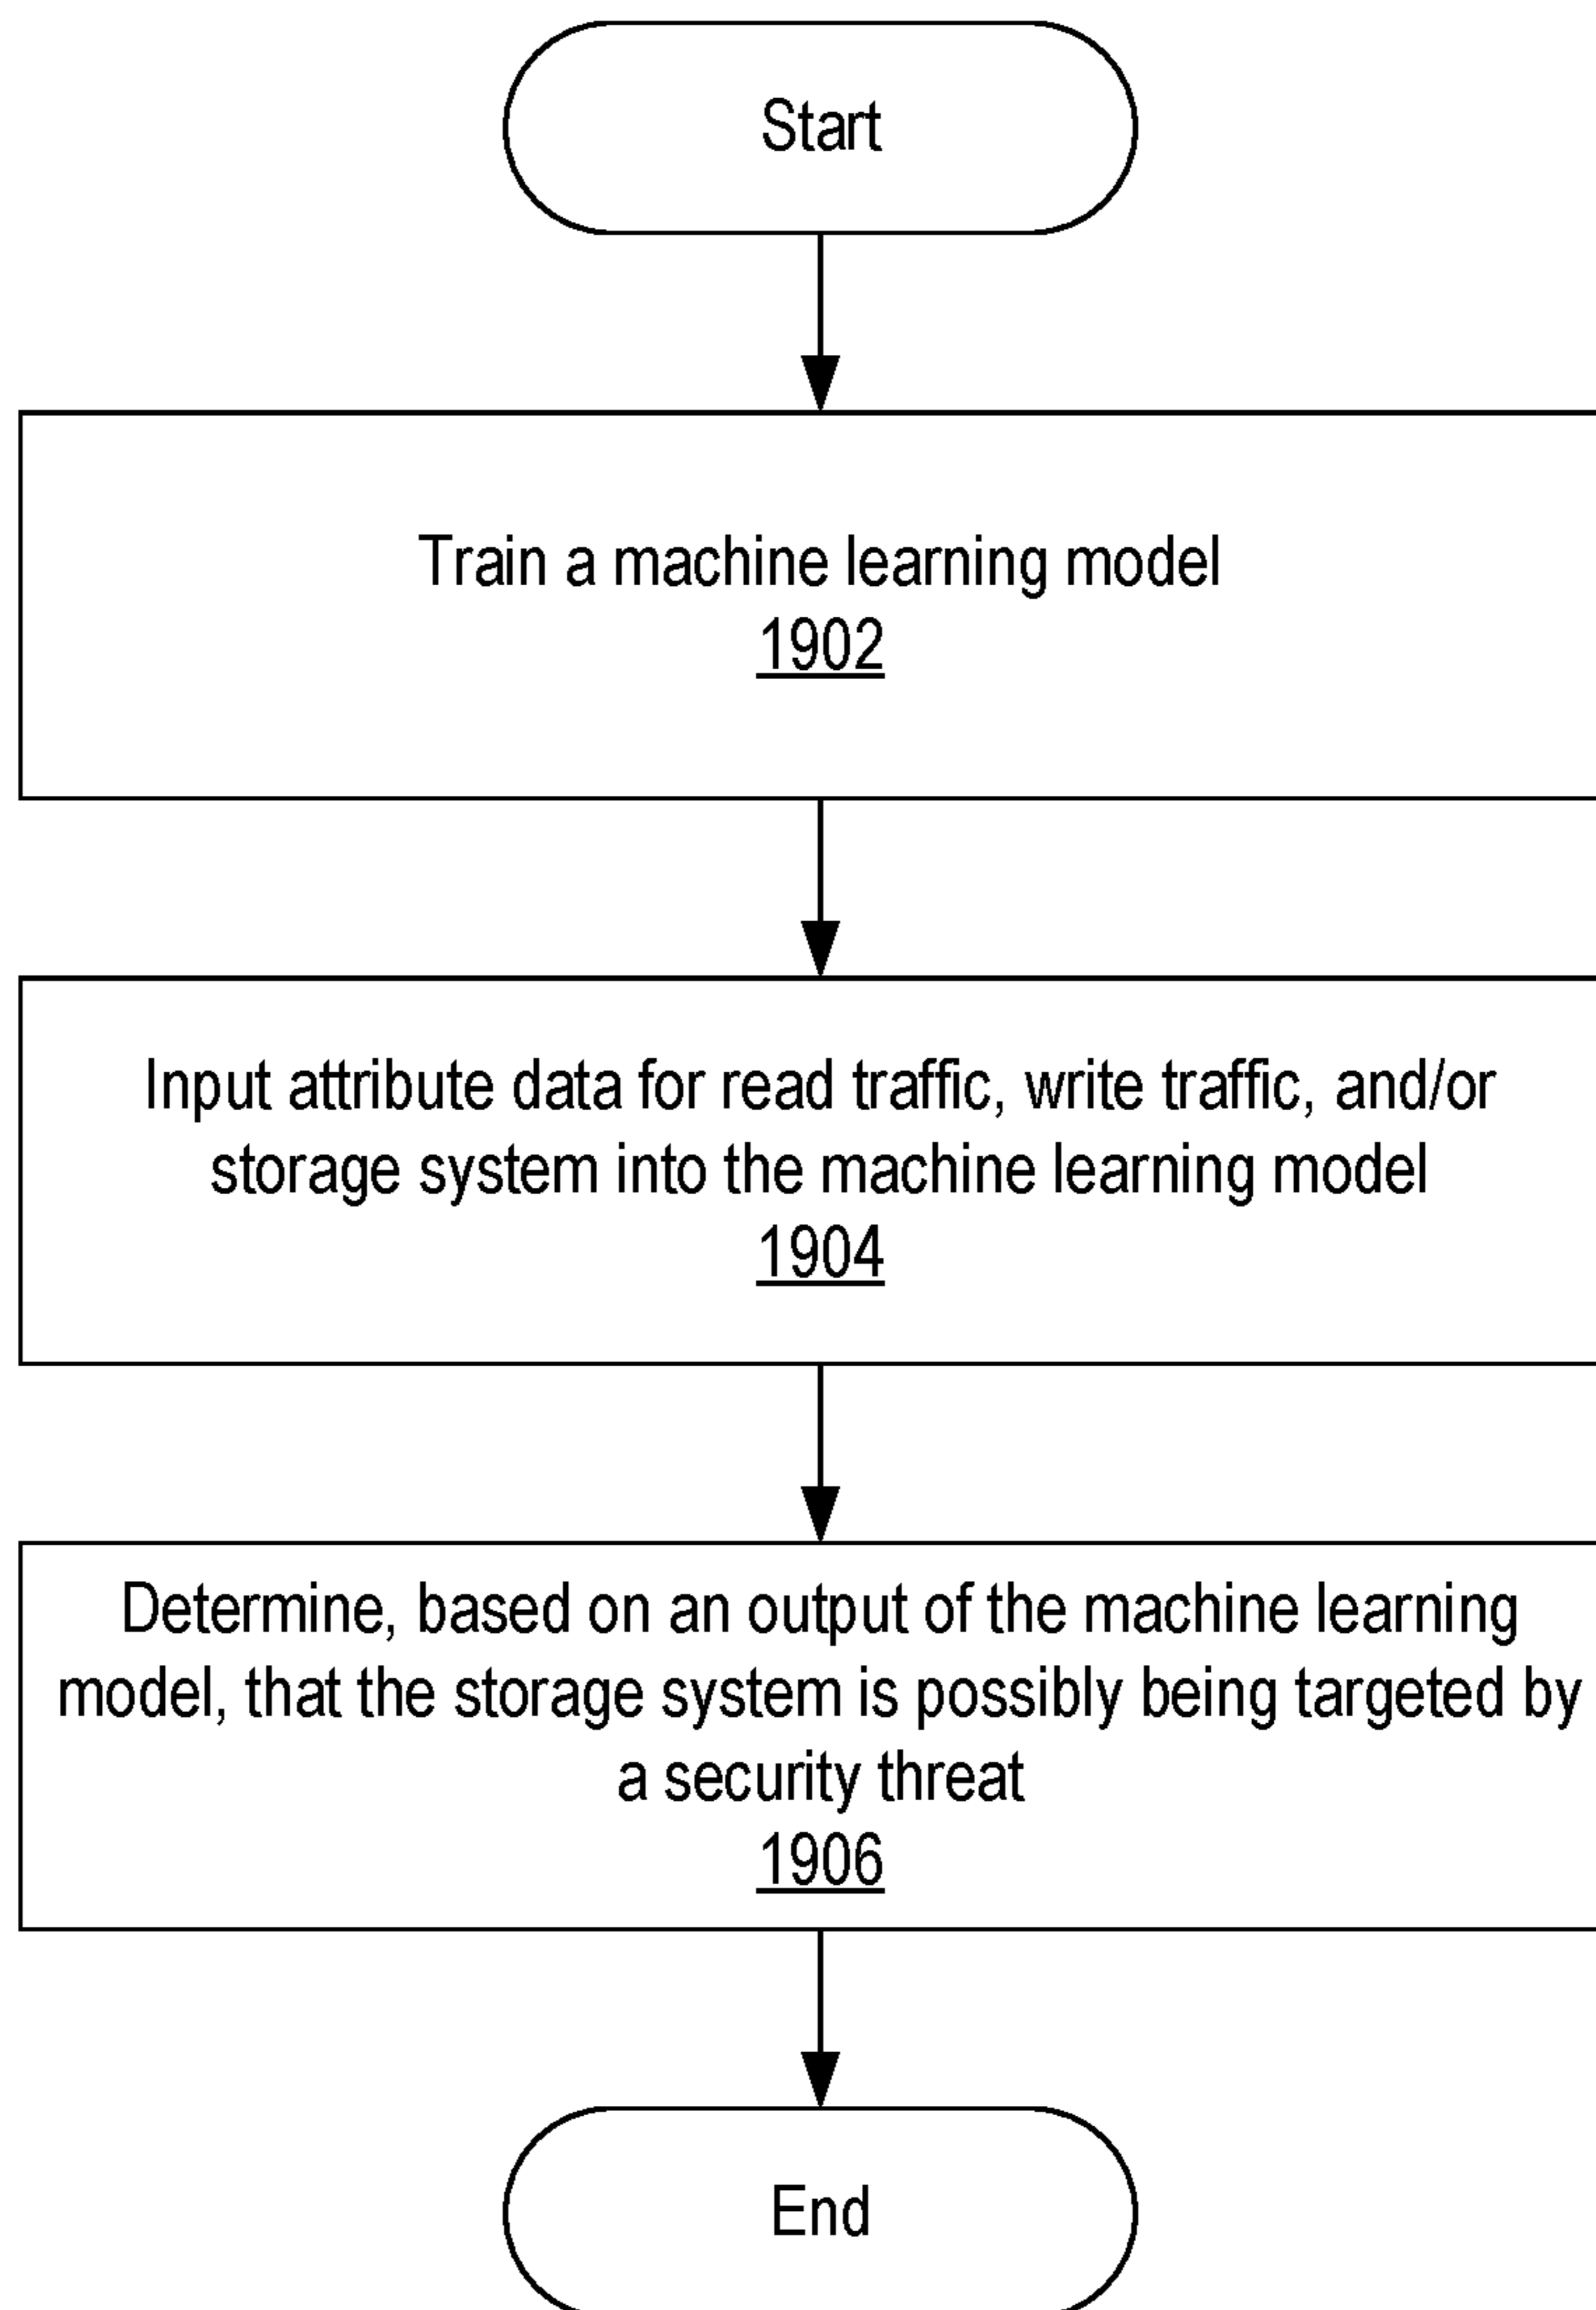 Start
Train a machine learning model
1902
Input attribute data for read traffic, write traffic, and/or
storage system into the machine learning model
1904
Determine, based on an output of the machine learning
model, that the storage system is possibly being targeted by
a security threat
1906
End